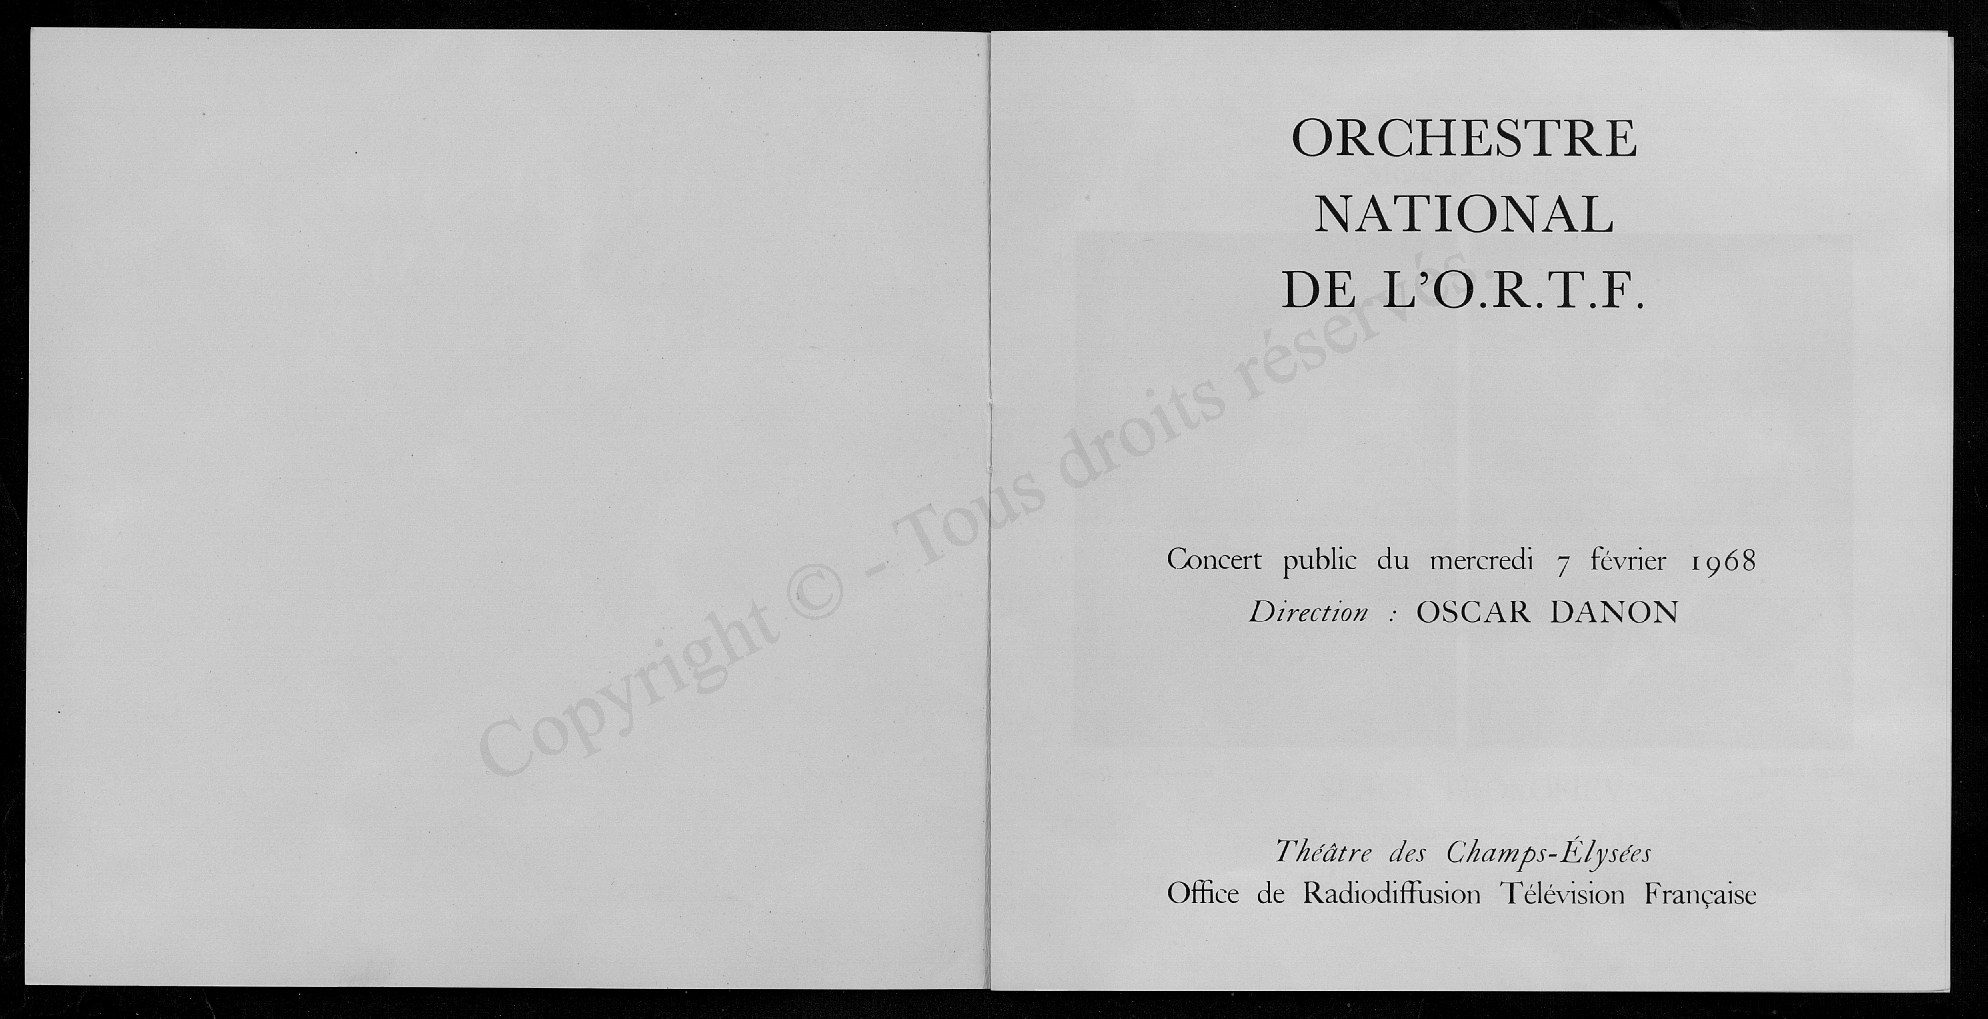 ORCHESTRE
NATIONAL
DE L’O.R.T.F.
Concert public du mercredi 7 février 1968
Direction : OSCAR DANON
Théâtre des Champs-Élysées
Office de Radiodiffusion Télévision Française
Copyright © - Tous droits réservés.